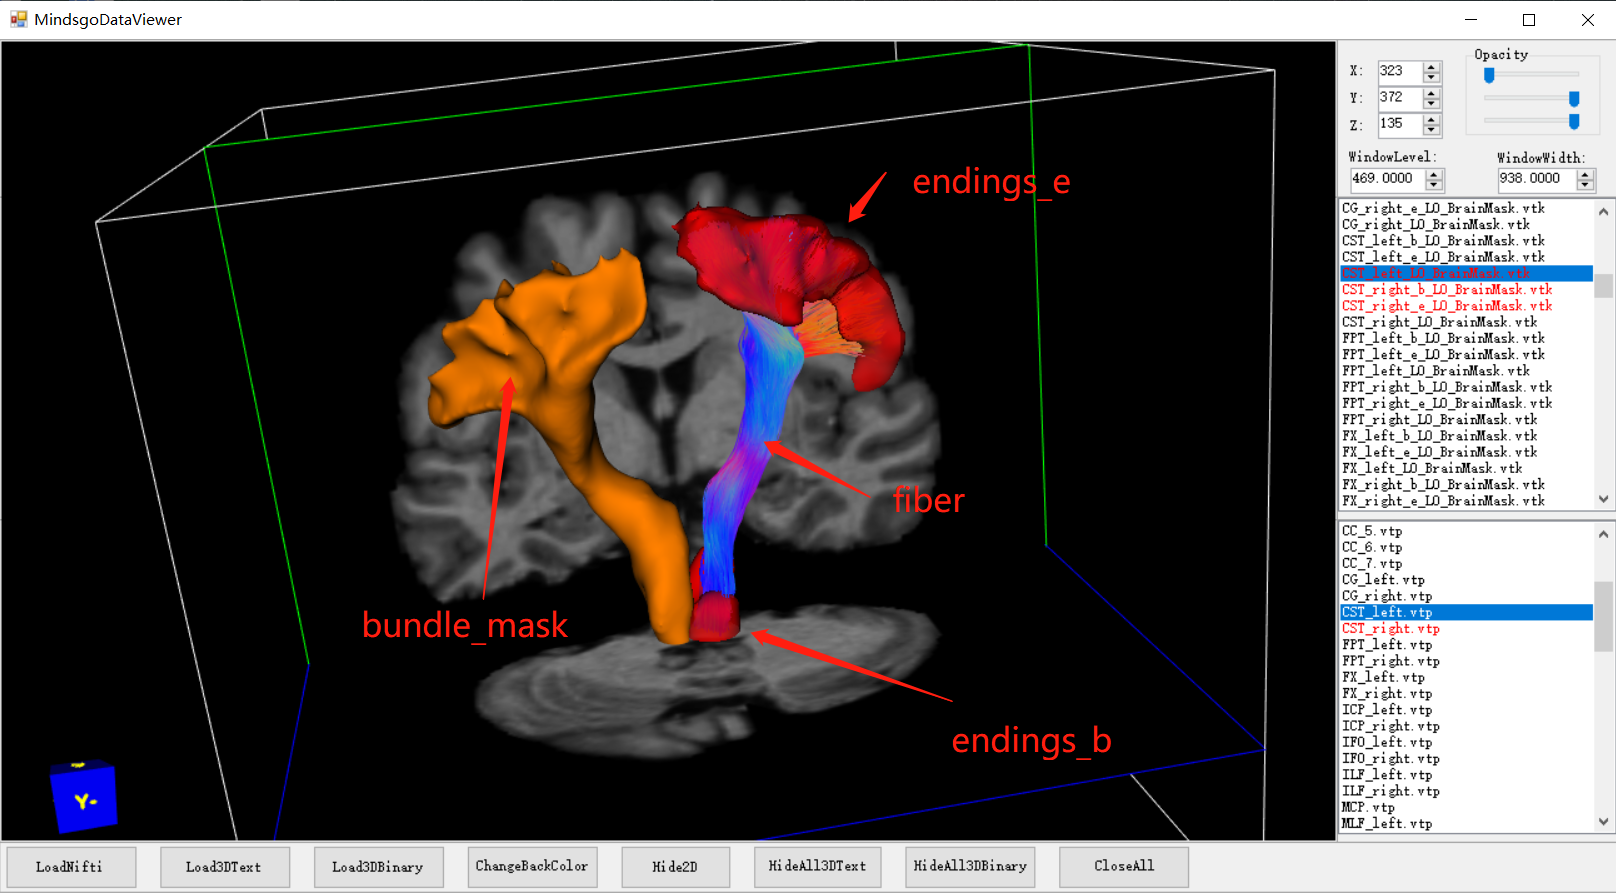 MindsgoDataViewer
X: 323
Y: 372
Z: 135
Opacity
WindowLevel:
469.0000
WindowWidth:
938.0000
endings_e
fiber
bundle_mask
endings_b
Y-
CG_right_e_LO_BrainMask.vtk
CG_right_LO_BrainMask.vtk
CST_left_b_LO_BrainMask.vtk
CST_left_e_LO_BrainMask.vtk
CST_left_LO_BrainMask.vtk
CST_right_b_LO_BrainMask.vtk
CST_right_e_LO_BrainMask.vtk
CST_right_LO_BrainMask.vtk
FPT_left_b_LO_BrainMask.vtk
FPT_left_e_LO_BrainMask.vtk
FPT_left_LO_BrainMask.vtk
FPT_right_b_LO_BrainMask.vtk
FPT_right_e_LO_BrainMask.vtk
FPT_right_LO_BrainMask.vtk
FX_left_b_LO_BrainMask.vtk
FX_left_e_LO_BrainMask.vtk
FX_left_LO_BrainMask.vtk
FX_right_b_LO_BrainMask.vtk
FX_right_e_LO_BrainMask.vtk
CC_5.vtp
CC_6.vtp
CC_7.vtp
CG_left.vtp
CG_right.vtp
CST_left.vtp
CST_right.vtp
FPT_left.vtp
FPT_right.vtp
FX_left.vtp
FX_right.vtp
ICP_left.vtp
ICP_right.vtp
IFO_left.vtp
IFO_right.vtp
ILF_left.vtp
ILF_right.vtp
MCP.vtp
MLF_left.vtp
LoadNifti
Load3DText
Load3DBinary
ChangeBackColor
Hide2D
HideAll3DText
HideAll3DBinary
CloseAll